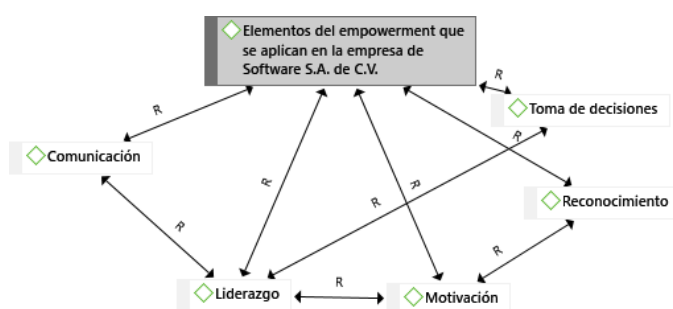 Elementos del empowerment que
se aplican en la empresa de
Software S.A. de C.V.
R
Toma de decisiones
R
R
Comunicación
R
R
R
Reconocimiento
R
R
Liderazgo
R
Motivación